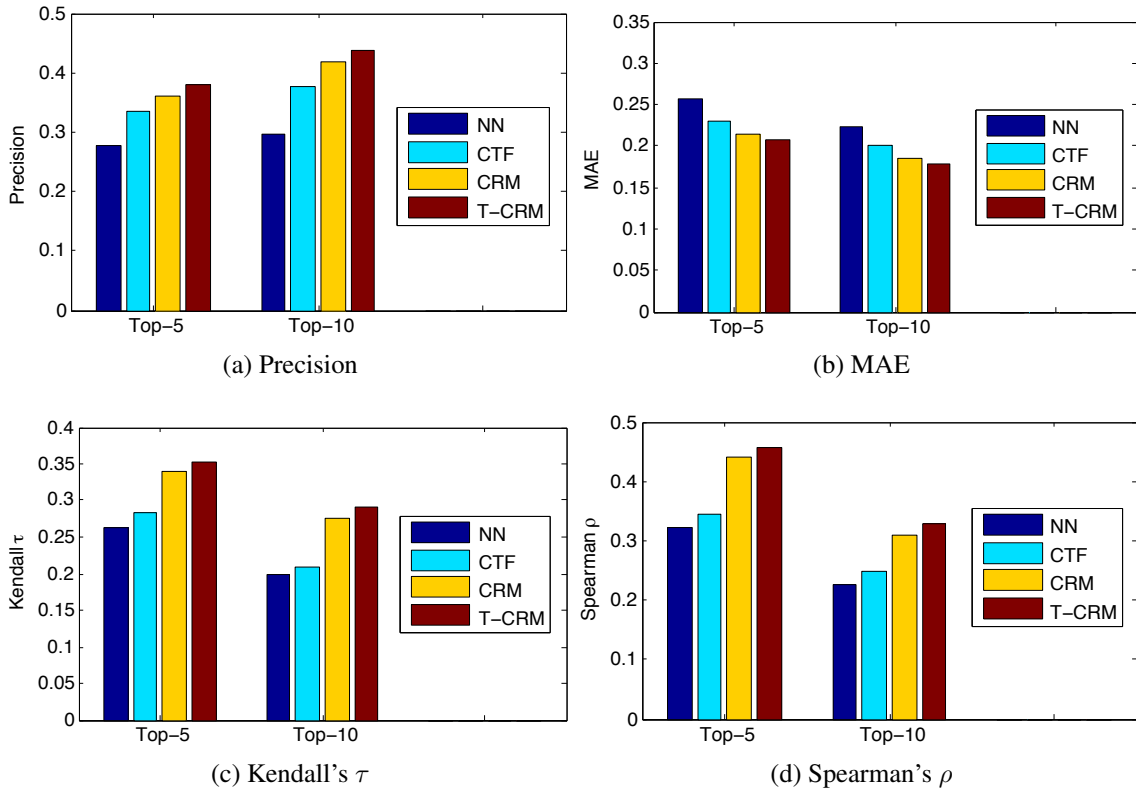 0.5
0.4
0.3
0.2
0.1
0
Precision
Top-5
Top-10
NN
CTF
CRM
T-CRM
(a) Precision
0.35
0.3
0.25
0.2
0.15
0.1
0.05
0
MAE
Top-5
Top-10
NN
CTF
CRM
T-CRM
(b) MAE
0.4
0.35
0.3
0.25
0.2
0.15
0.1
0.05
0
Kendall τ
Top-5
Top-10
NN
CTF
CRM
T-CRM
(c) Kendall's τ
0.5
0.4
0.3
0.2
0.1
0
Spearman ρ
Top-5
Top-10
NN
CTF
CRM
T-CRM
(d) Spearman's ρ